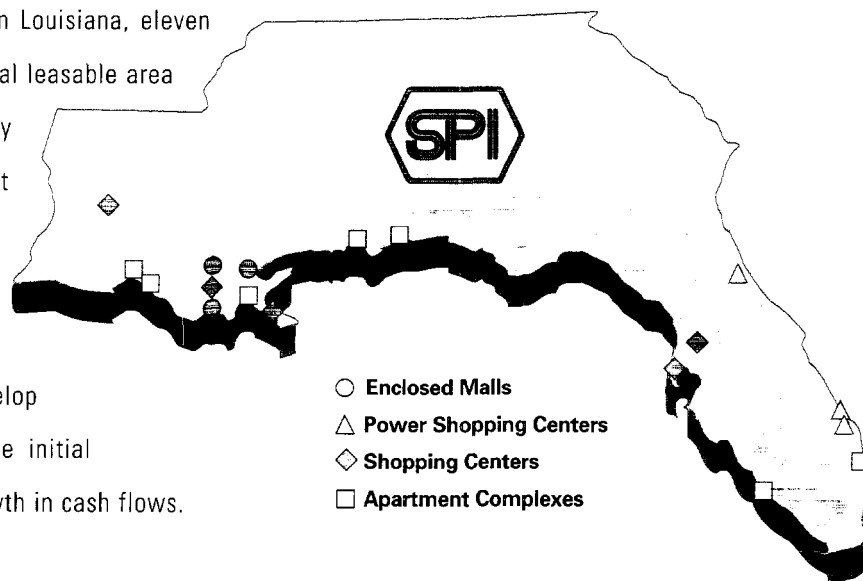 n Louisiana, eleven
al leasable area
y
t
SPI
elop
e initial
th in cash flows.
Enclosed Malls
Power Shopping Centers
Shopping Centers
Apartment Complexes